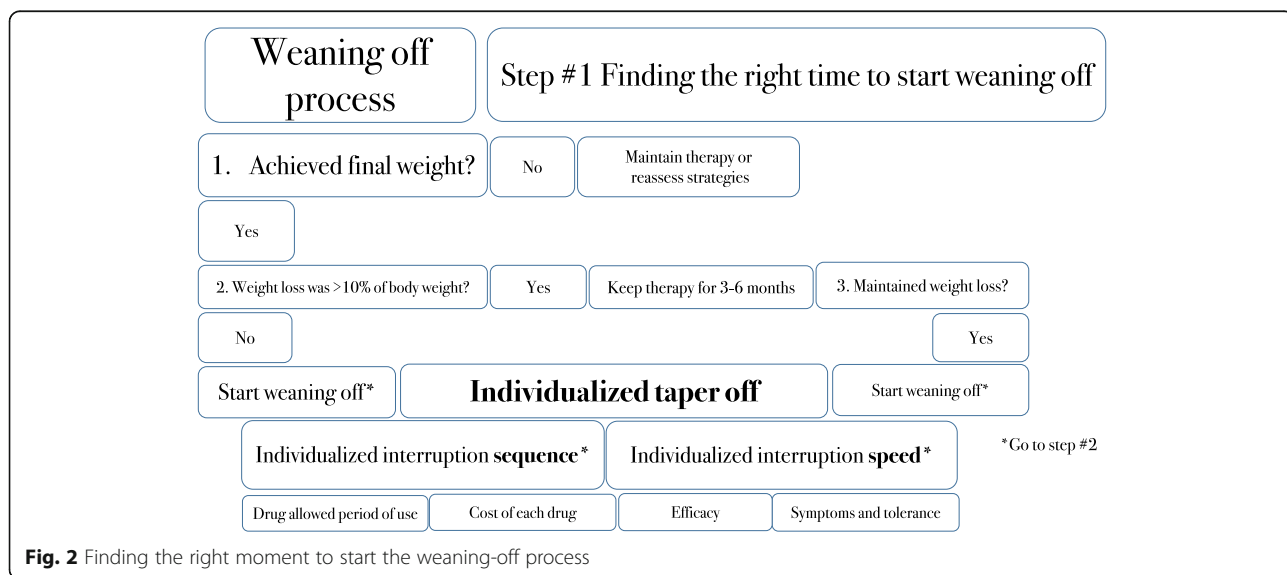 Weaning off
process
Step #1 Finding the right time to start weaning off
1. Achieved final weight?
No
Maintain therapy or
reassess strategies
Yes
2. Weight loss was >10% of body weight?
Yes
Keep therapy for 3-6 months
3. Maintained weight loss?
No
Yes
Start weaning off*
Individualized taper off
Start weaning off*
Individualized interruption sequence*
Individualized interruption speed*
*Go to step #2
Drug allowed period of use
Cost of each drug
Efficacy
Symptoms and tolerance
Fig. 2 Finding the right moment to start the weaning-off process